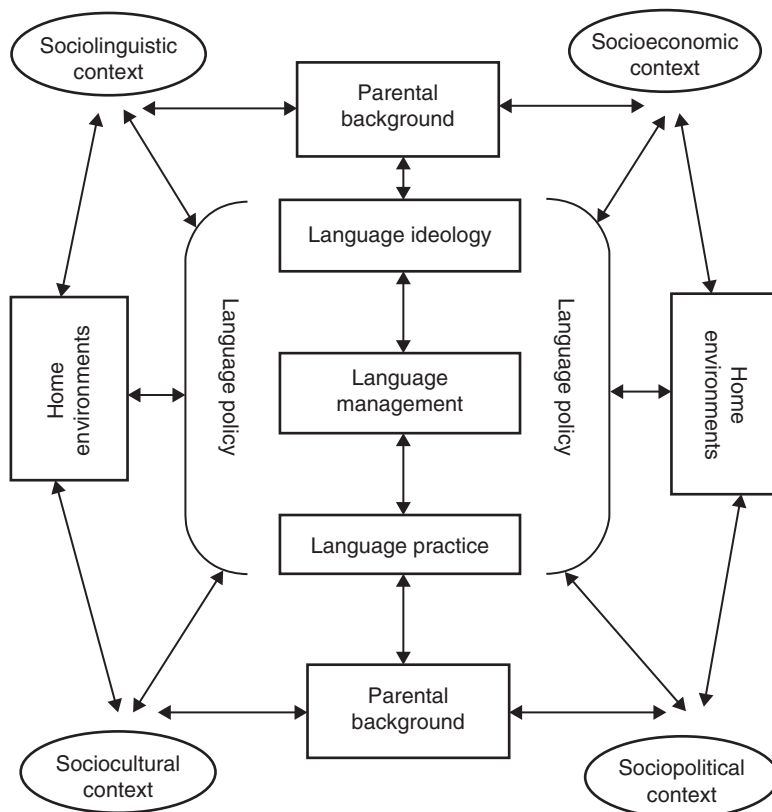 Sociolinguistic
context
Socioeconomic
context
Parental
background
Language ideology
Language policy
Language policy
Home
environments
Language
management
Home
environments
Language practice
Parental
background
Sociocultural
context
Sociopolitical
context